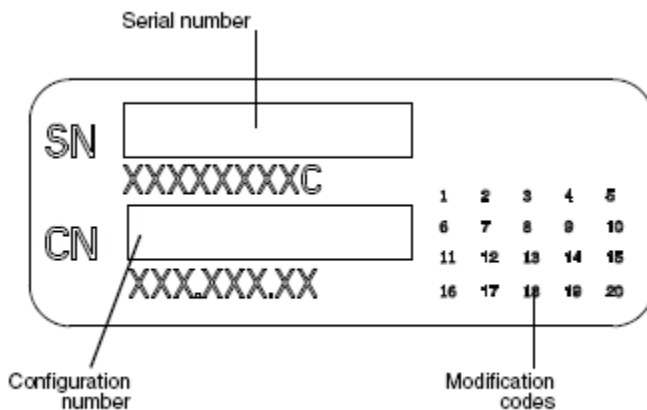 Serial number
SN
XXXXXXXXC
CN
XXX.XXX.XX
1 2 3 4 5
6 7 8 9 10
11 12 13 14 15
16 17 18 19 20
Configuration
number
Modification
codes